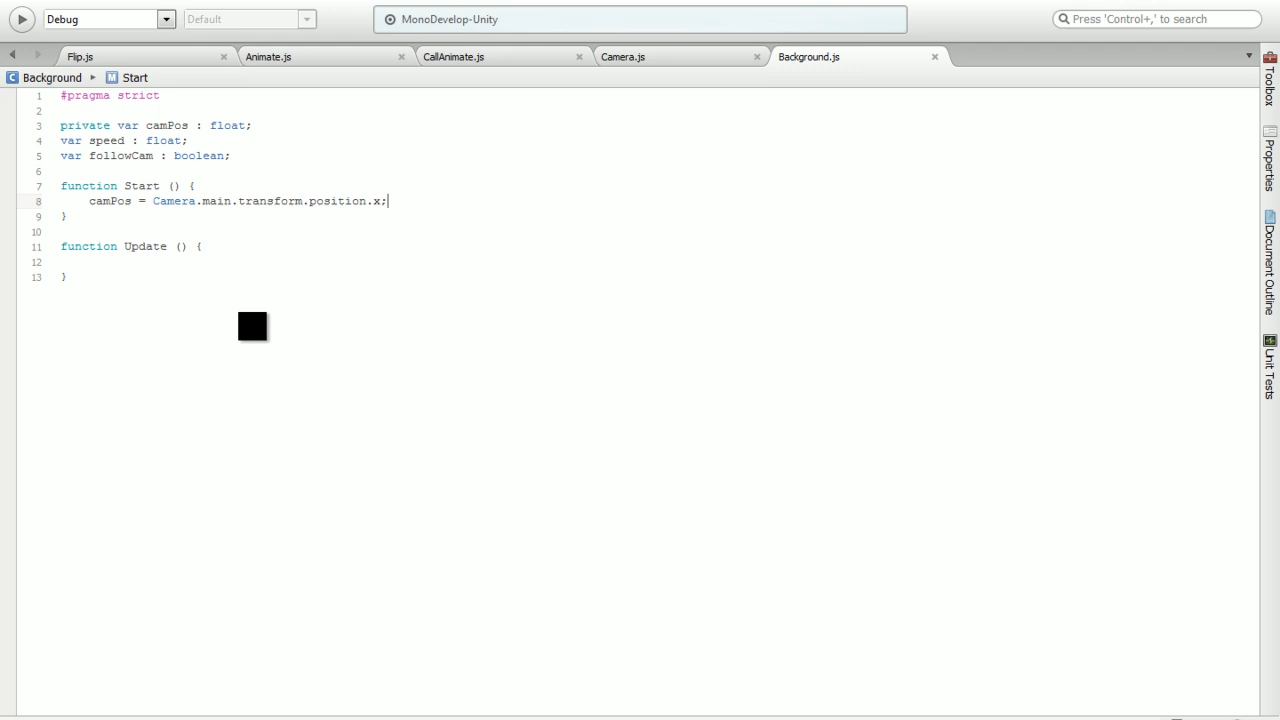 Debug
Default
MonoDevelop-Unity
Press 'Control+,' to search
Flip.js
Animate.js
CallAnimate.js
Camera.js
Background.js
Background
Start
1 #pragma strict
2
3 private var camPos : float;
4 var speed : float;
5 var followCam : boolean;
6
7 function Start () {
8 camPos = Camera.main.transform.position.x;
9 }
10
11 function Update () {
12
13 }
Toolbox
Properties
Document Outline
Unit Tests